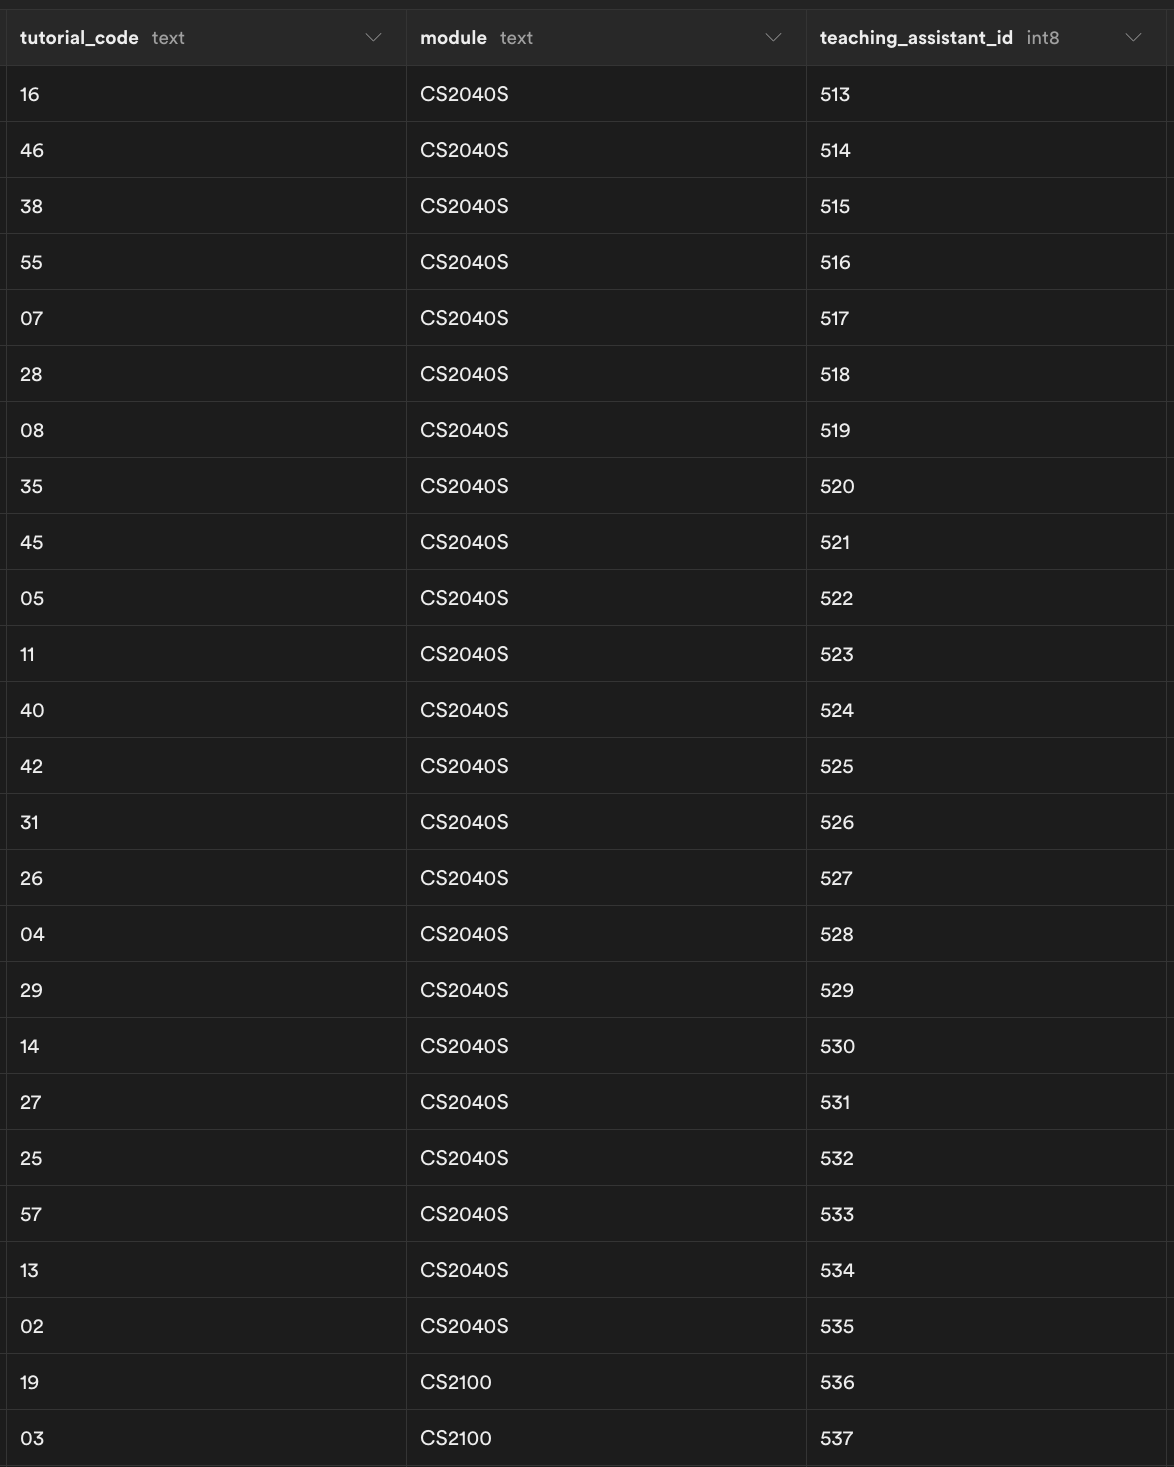 tutorial_code text module text teaching_assistant_id int8
16 CS2040S 513
46 CS2040S 514
38 CS2040S 515
55 CS2040S 516
07 CS2040S 517
28 CS2040S 518
08 CS2040S 519
35 CS2040S 520
45 CS2040S 521
05 CS2040S 522
11 CS2040S 523
40 CS2040S 524
42 CS2040S 525
31 CS2040S 526
26 CS2040S 527
04 CS2040S 528
29 CS2040S 529
14 CS2040S 530
27 CS2040S 531
25 CS2040S 532
57 CS2040S 533
13 CS2040S 534
02 CS2040S 535
19 CS2100 536
03 CS2100 537